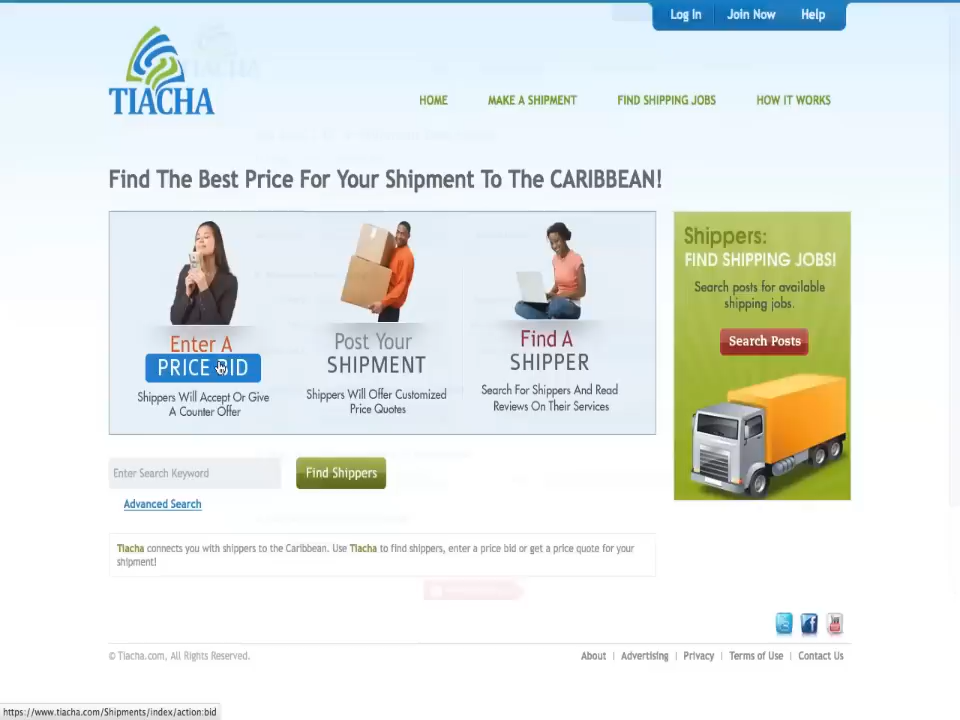 Log In Join Now Help
TIACHA
HOME MAKE A SHIPMENT FIND SHIPPING JOBS HOW IT WORKS
Find The Best Price For Your Shipment To The CARIBBEAN!
Enter A
PRICE BID
Shippers Will Accept Or Give
A Counter Offer
Post Your
SHIPMENT
Shippers Will Offer Customized
Price Quotes
Find A
SHIPPER
Search For Shippers And Read
Reviews On Their Services
Shippers:
FIND SHIPPING JOBS!
Search posts for available
shipping jobs.
Search Posts
Enter Search Keyword
Find Shippers
Advanced Search
Tiacha connects you with shippers to the Caribbean. Use Tiacha to find shippers, enter a price bid or get a price quote for your
shipment!
© Tiacha.com, All Rights Reserved.
About | Advertising | Privacy | Terms of Use | Contact Us
https://www.tiacha.com/Shipments/index/action:bid